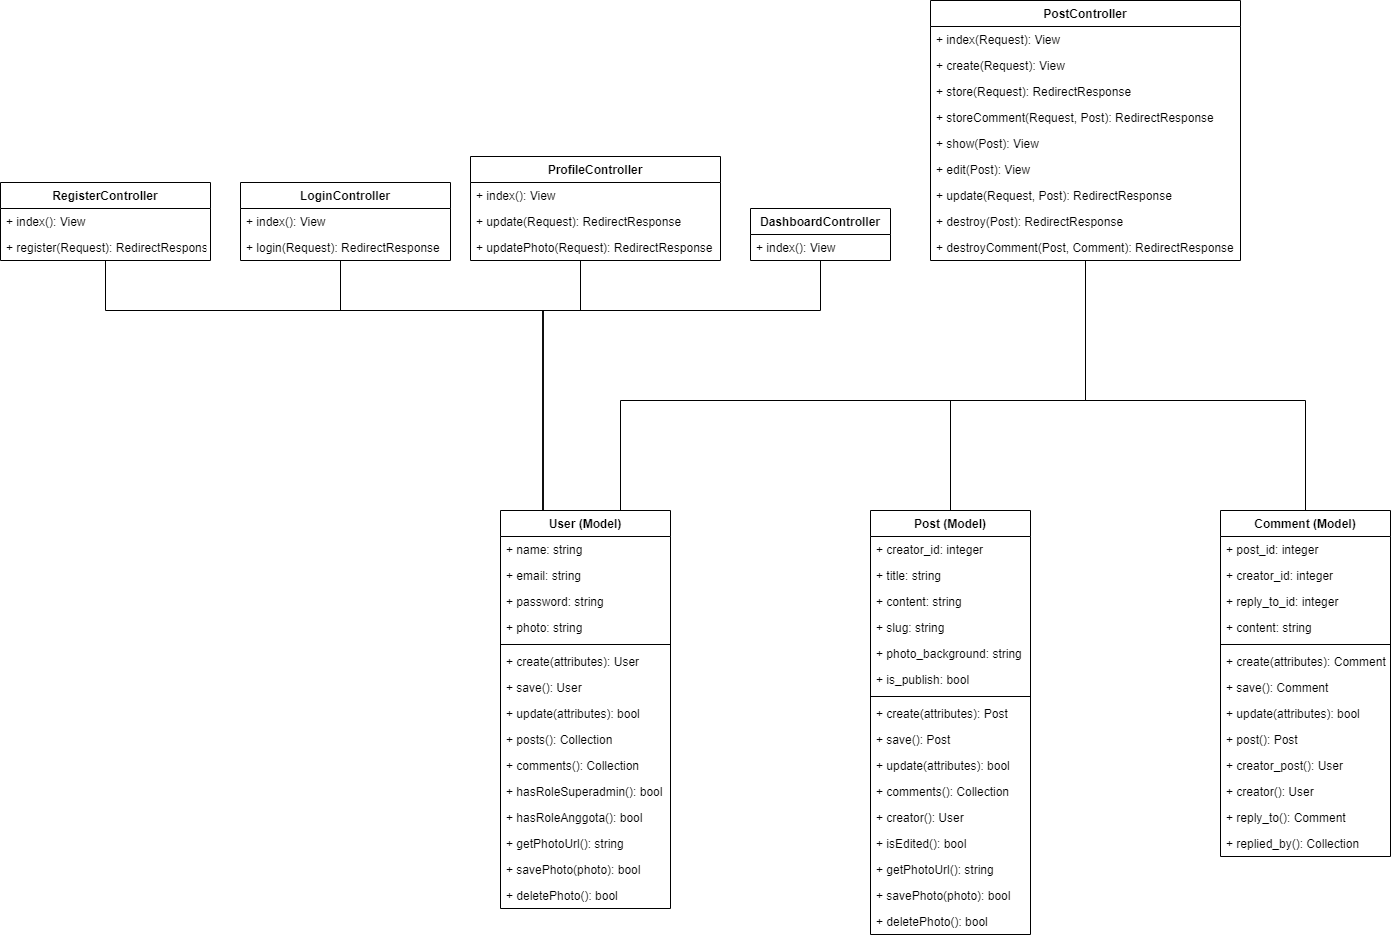 PostController
+ index(Request): View
+ create(Request): View
+ store(Request): RedirectResponse
+ storeComment(Request, Post): RedirectResponse
+ show(Post): View
+ edit(Post): View
+ update(Request, Post): RedirectResponse
+ destroy(Post): RedirectResponse
+ destroyComment(Post, Comment): RedirectResponse
RegisterController
+ index(): View
+ register(Request): RedirectRespons
LoginController
+ index(): View
+ login(Request): RedirectResponse
ProfileController
+ index(): View
+ update(Request): RedirectResponse
+ updatePhoto(Request): RedirectResponse
DashboardController
+ index(): View
User (Model)
+ name: string
+ email: string
+ password: string
+ photo: string
+ create(attributes): User
+ save(): User
+ update(attributes): bool
+ posts(): Collection
+ comments(): Collection
+ hasRoleSuperadmin(): bool
+ hasRoleAnggota(): bool
+ getPhotoUrl(): string
+ savePhoto(photo): bool
+ deletePhoto(): bool
Post (Model)
+ creator_id: integer
+ title: string
+ content: string
+ slug: string
+ photo_background: string
+ is_publish: bool
+ create(attributes): Post
+ save(): Post
+ update(attributes): bool
+ comments(): Collection
+ creator(): User
+ isEdited(): bool
+ getPhotoUrl(): string
+ savePhoto(photo): bool
+ deletePhoto(): bool
Comment (Model)
+ post_id: integer
+ creator_id: integer
+ reply_to_id: integer
+ content: string
+ create(attributes): Comment
+ save(): Comment
+ update(attributes): bool
+ post(): Post
+ creator_post(): User
+ creator(): User
+ reply_to(): Comment
+ replied_by(): Collection